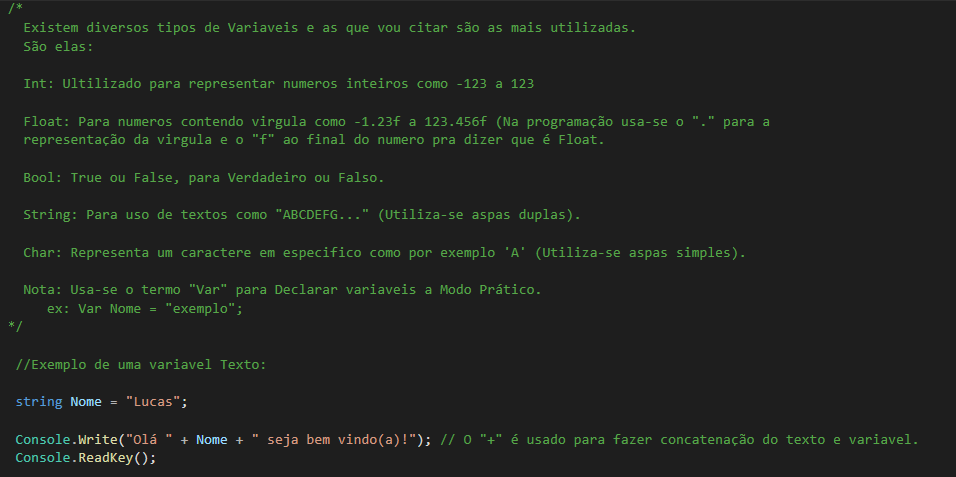 /*
Existem diversos tipos de Variaveis e as que vou citar são as mais utilizadas.
São elas:
Int: Ultilizado para representar numeros inteiros como -123 a 123
Float: Para numeros contendo virgula como -1.23f a 123.456f (Na programação usa-se o "." para a
representação da virgula e o "f" ao final do numero pra dizer que é Float.
Bool: True ou False, para Verdadeiro ou Falso.
String: Para uso de textos como "ABCDEFG..." (Utiliza-se aspas duplas).
Char: Representa um caractere em especifico como por exemplo 'A' (Utiliza-se aspas simples).
Nota: Usa-se o termo "Var" para Declarar variaveis a Modo Prático.
ex: Var Nome = "exemplo";
*/
//Exemplo de uma variavel Texto:
string Nome = "Lucas";
Console.Write("Olá " + Nome + " seja bem vindo(a)!"); // O "+" é usado para fazer concatenação do texto e variavel.
Console.ReadKey();